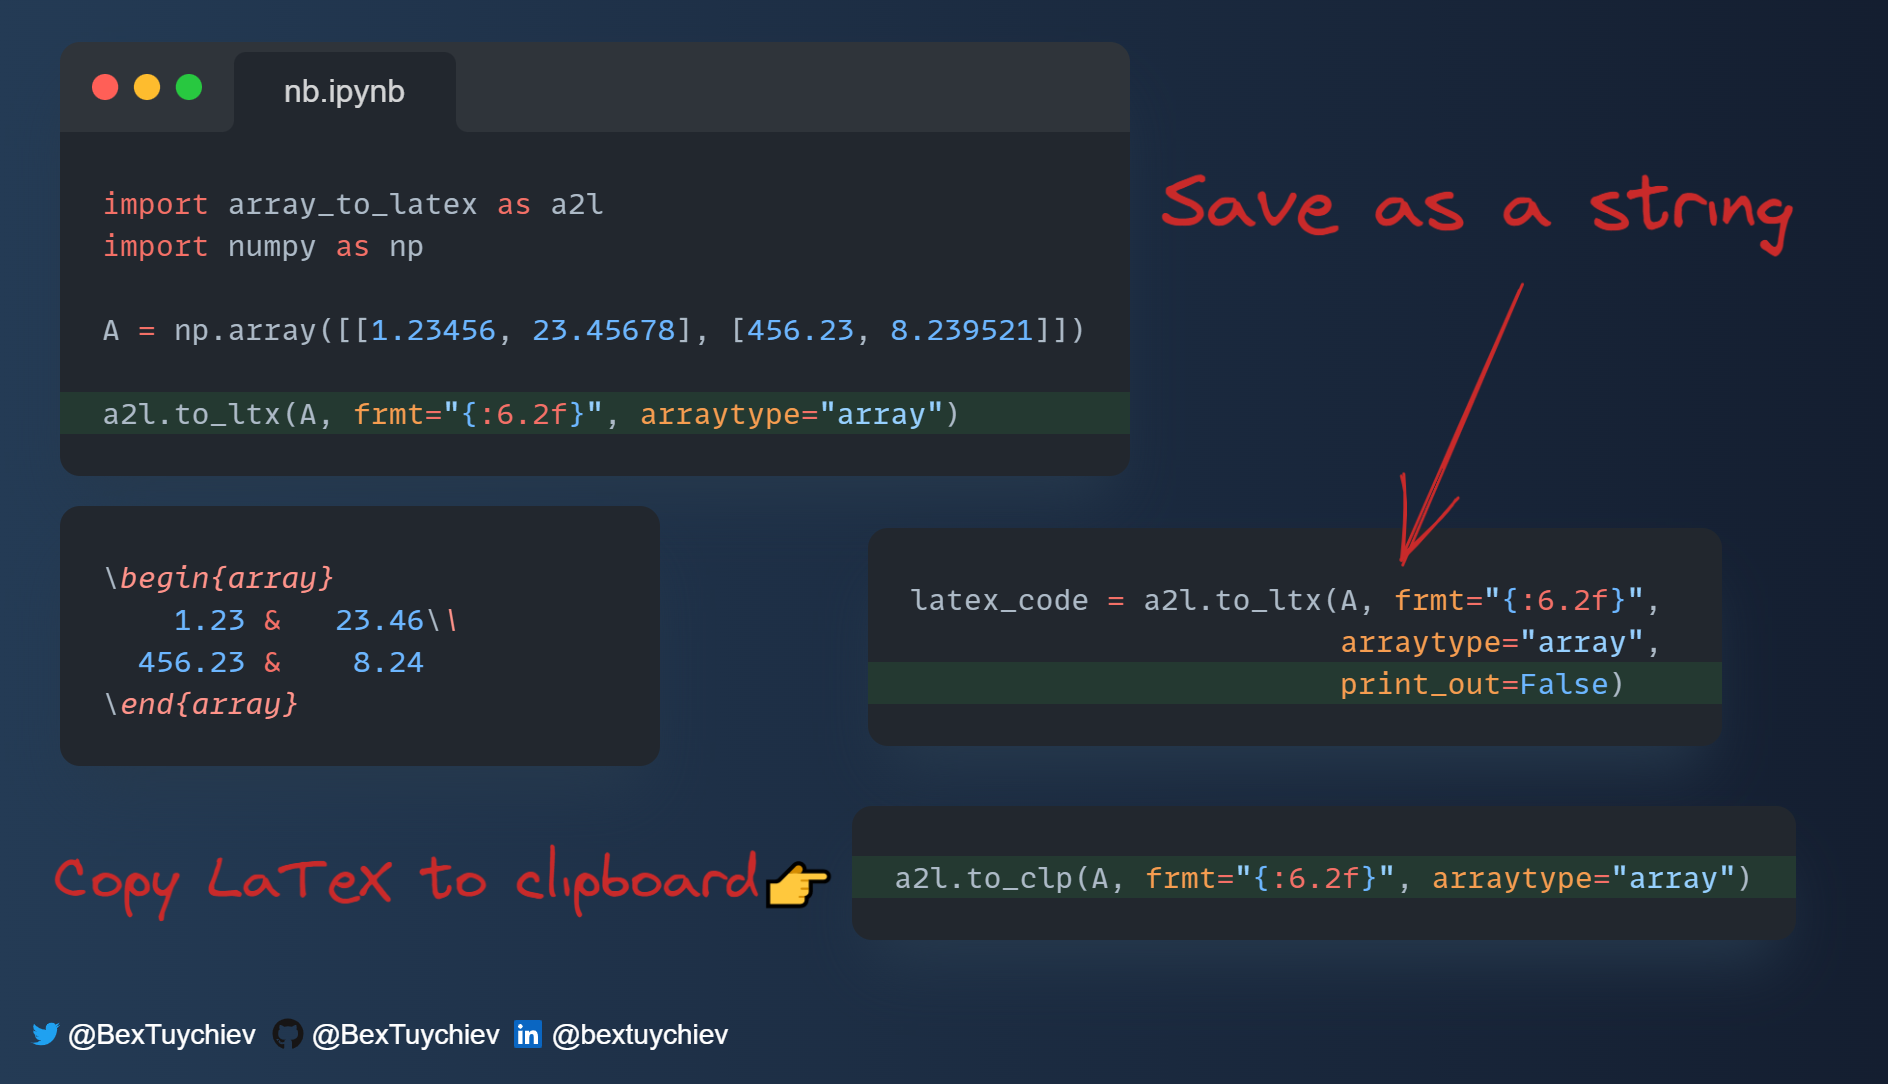 nb.ipynb
import array_to_latex as a2l
import numpy as np
A = np.array([[1.23456, 23.45678], [456.23, 8.239521]])
a2l.to_ltx(A, frmt="{:6.2f}", arraytype="array")
Save as a string
\begin{array}
1.23 & 23.46\\
456.23 & 8.24
\end{array}
latex_code = a2l.to_ltx(A, frmt="{:6.2f}",
arraytype="array",
print_out=False)
Copy LaTeX to clipboard
a2l.to_clp(A, frmt="{:6.2f}", arraytype="array")
@BexTuychiev @BexTuychiev in @bextuychiev